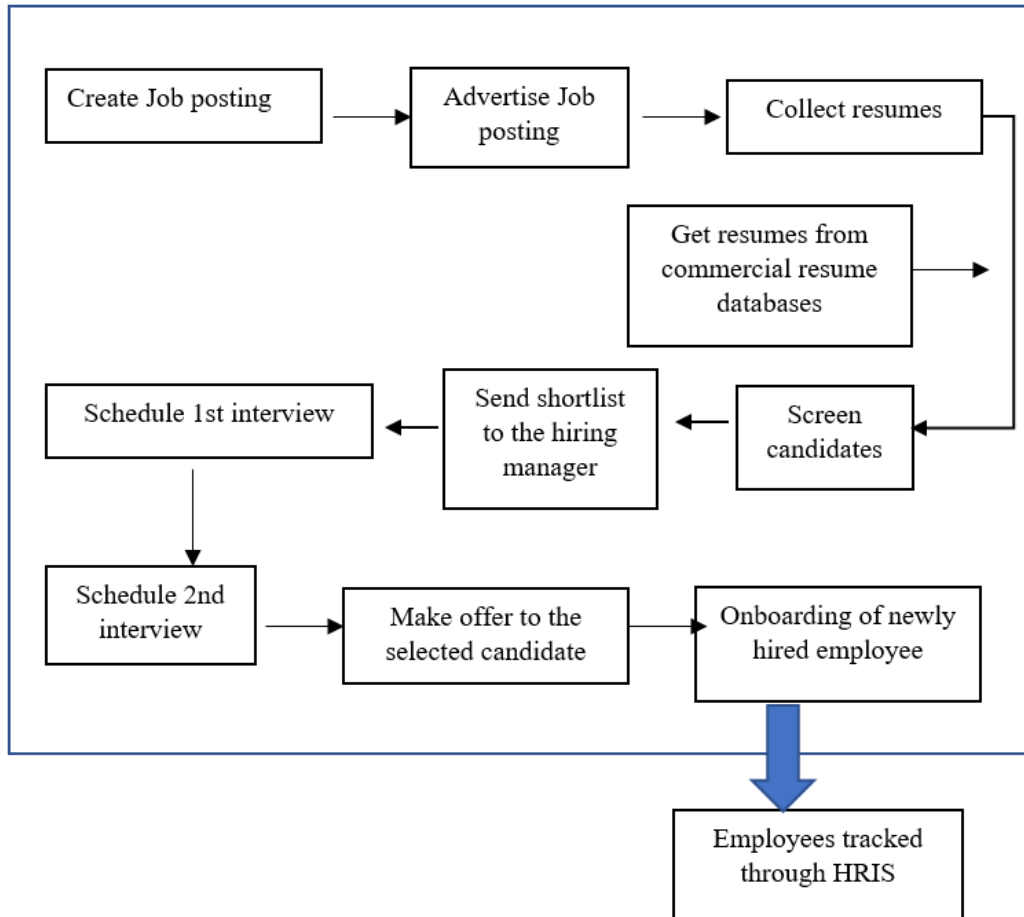 Create Job posting
Advertise Job
posting
Collect resumes
Get resumes from
commercial resume
databases
Screen
candidates
Send shortlist
to the hiring
manager
Schedule 1st interview
Schedule 2nd
interview
Make offer to the
selected candidate
Onboarding of newly
hired employee
Employees tracked
through HRIS